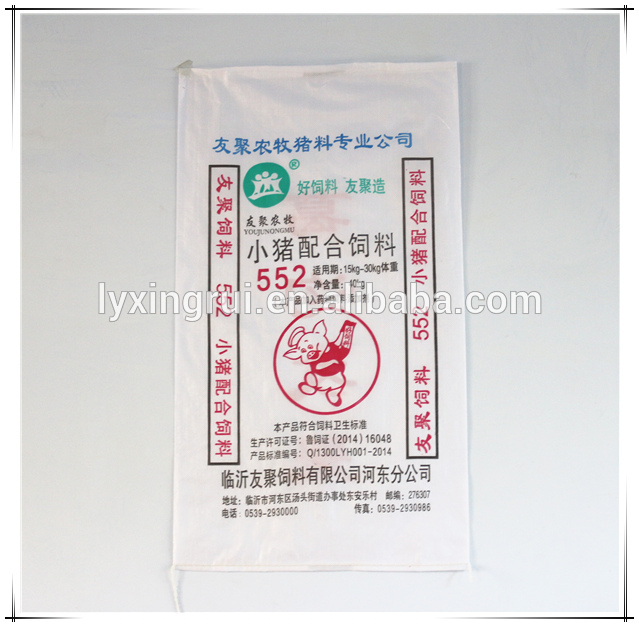 友聚农牧猪料专业公司
®
好饲料 友聚造
友聚农牧
YOUJUNONGMU
小猪配合饲料
552
适用期:15kg-30kg体重
净含量: 40kg
lyxingrui.en.alibaba.com
友聚饲料 552 小猪配合饲料
友聚饲料 552 小猪配合饲料
本产品符合饲料卫生标准
生产许可证号: 鲁饲证 (2014) 16048
产品标准编号: Q/1300LYH001-2014
临沂友聚饲料有限公司河东分公司
地址: 临沂市河东区汤头街道办事处东安乐村 邮编: 276307
电话: 0539-2930000 传真: 0539-2930986